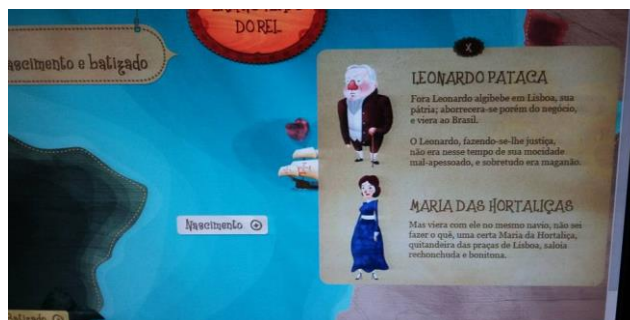 DO REI
nascimento e batizado
X
LEONARDO PATACA
Fora Leonardo algibebe em Lisboa, sua
pátria; aborrecera-se porém do negócio,
e viera ao Brasil.
O Leonardo, fazendo-se-lhe justiça,
não era nesse tempo de sua mocidade
mal-apessoado, e sobretudo era maganão.
MARIA DAS HORTALIÇAS
Mas viera com ele no mesmo navio, não sei
fazer o quê, uma certa Maria da Hortaliça,
quitandeira das praças de Lisboa, saloia
rechonchuda e bonitona.
Nascimento